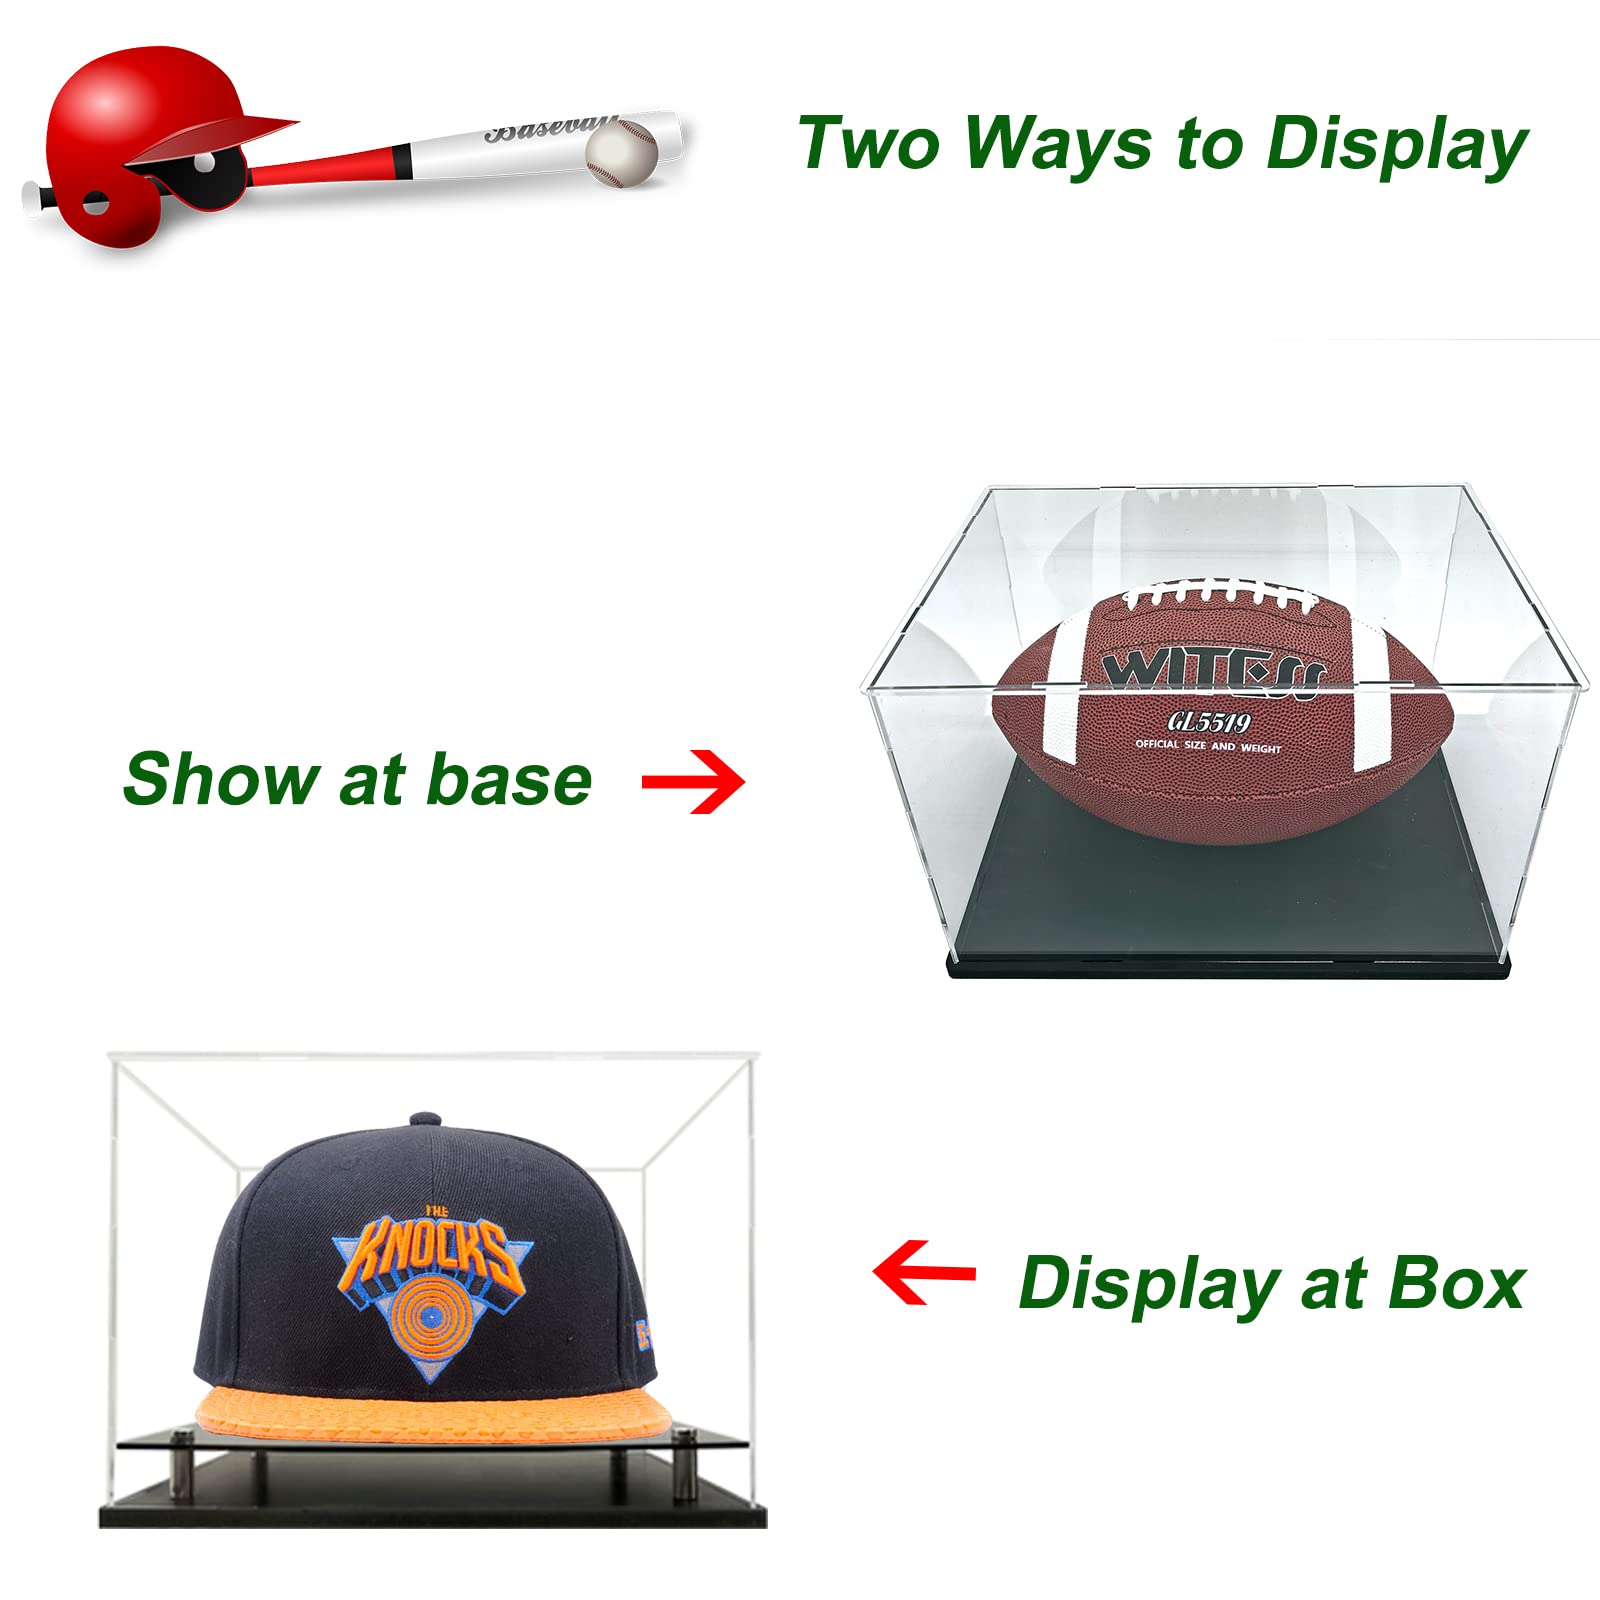 Baseball
Two Ways to Display
WITESS
GL5519
OFFICIAL SIZE AND WEIGHT
Show at base
THE
KNOCKS
Display at Box